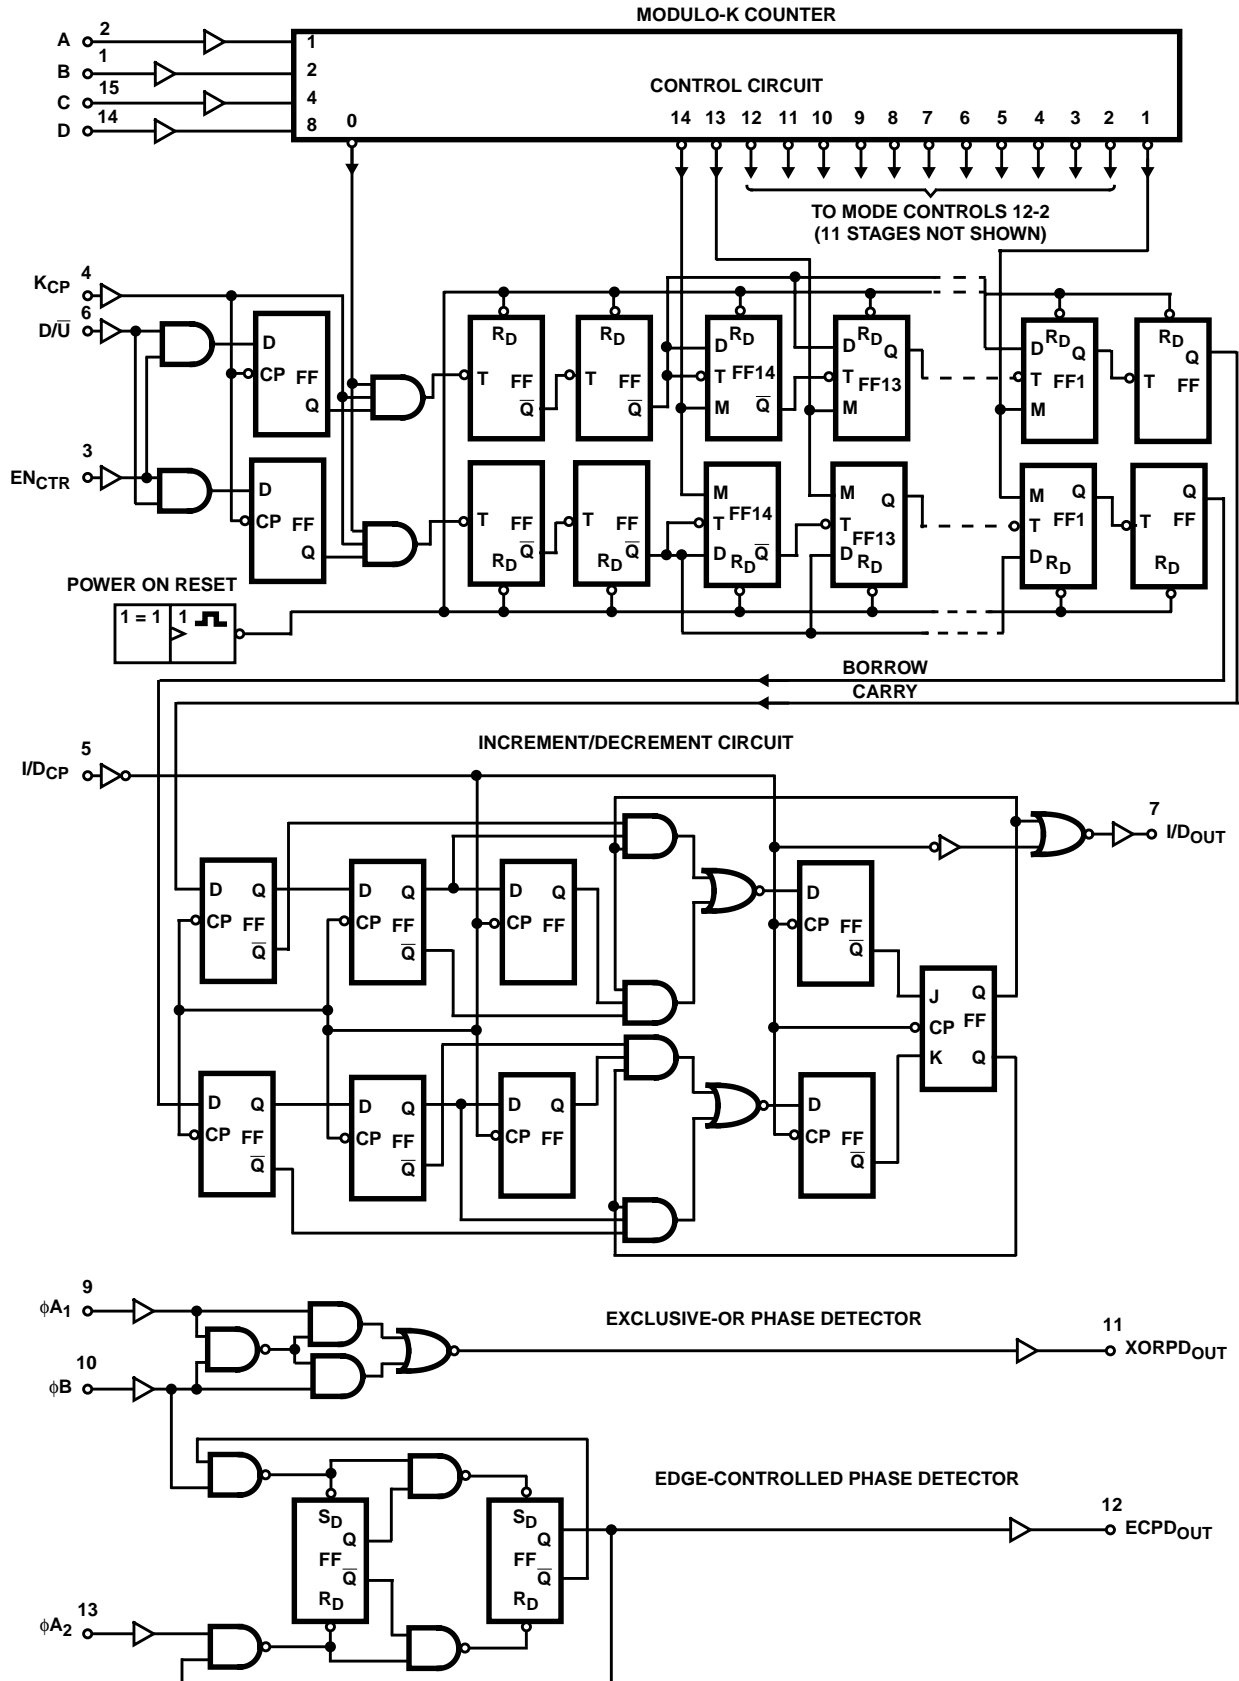 MODULO-K COUNTER
A 2 1
B 1 2
C 15 4
D 14 8
CONTROL CIRCUIT
0 14 13 12 11 10 9 8 7 6 5 4 3 2 1
TO MODE CONTROLS 12-2
(11 STAGES NOT SHOWN)
KCP 4
D/U̅ 6
ENCTR 3
D CP FF Q
RD T FF Q̅
RD T FF Q̅
D RD T FF14 M Q̅
D RD Q T FF13 M
D RD Q T FF1 M
RD Q T FF
D CP FF Q
T FF Q̅ RD
T FF Q̅ RD
M FF14 T D RD Q̅
M Q T FF13 D RD
M Q T FF1 D RD
Q T FF RD
POWER ON RESET
1 = 1 1
BORROW
CARRY
INCREMENT/DECREMENT CIRCUIT
I/DCP 5
7 I/DOUT
D Q CP FF Q̅
D Q CP FF Q̅
D Q CP FF
D CP FF Q̅
J Q CP FF K Q
D Q CP FF Q̅
D Q CP FF Q̅
D Q CP FF
D CP FF Q̅
ϕA1 9
EXCLUSIVE-OR PHASE DETECTOR
11 XORPDOUT
ϕB 10
EDGE-CONTROLLED PHASE DETECTOR
12 ECPDOUT
SD Q FF Q̅ RD
SD Q FF Q̅ RD
ϕA2 13